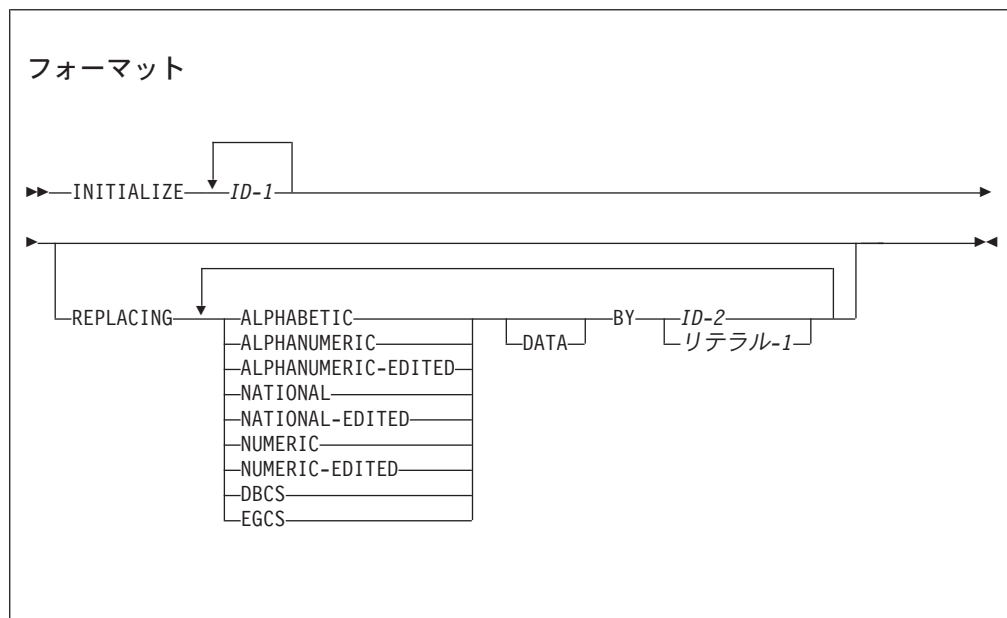 フォーマット
INITIALIZE ID-1
REPLACING ALPHABETIC DATA BY ID-2
ALPHANUMERIC リテラル-1
ALPHANUMERIC-EDITED
NATIONAL
NATIONAL-EDITED
NUMERIC
NUMERIC-EDITED
DBCS
EGCS